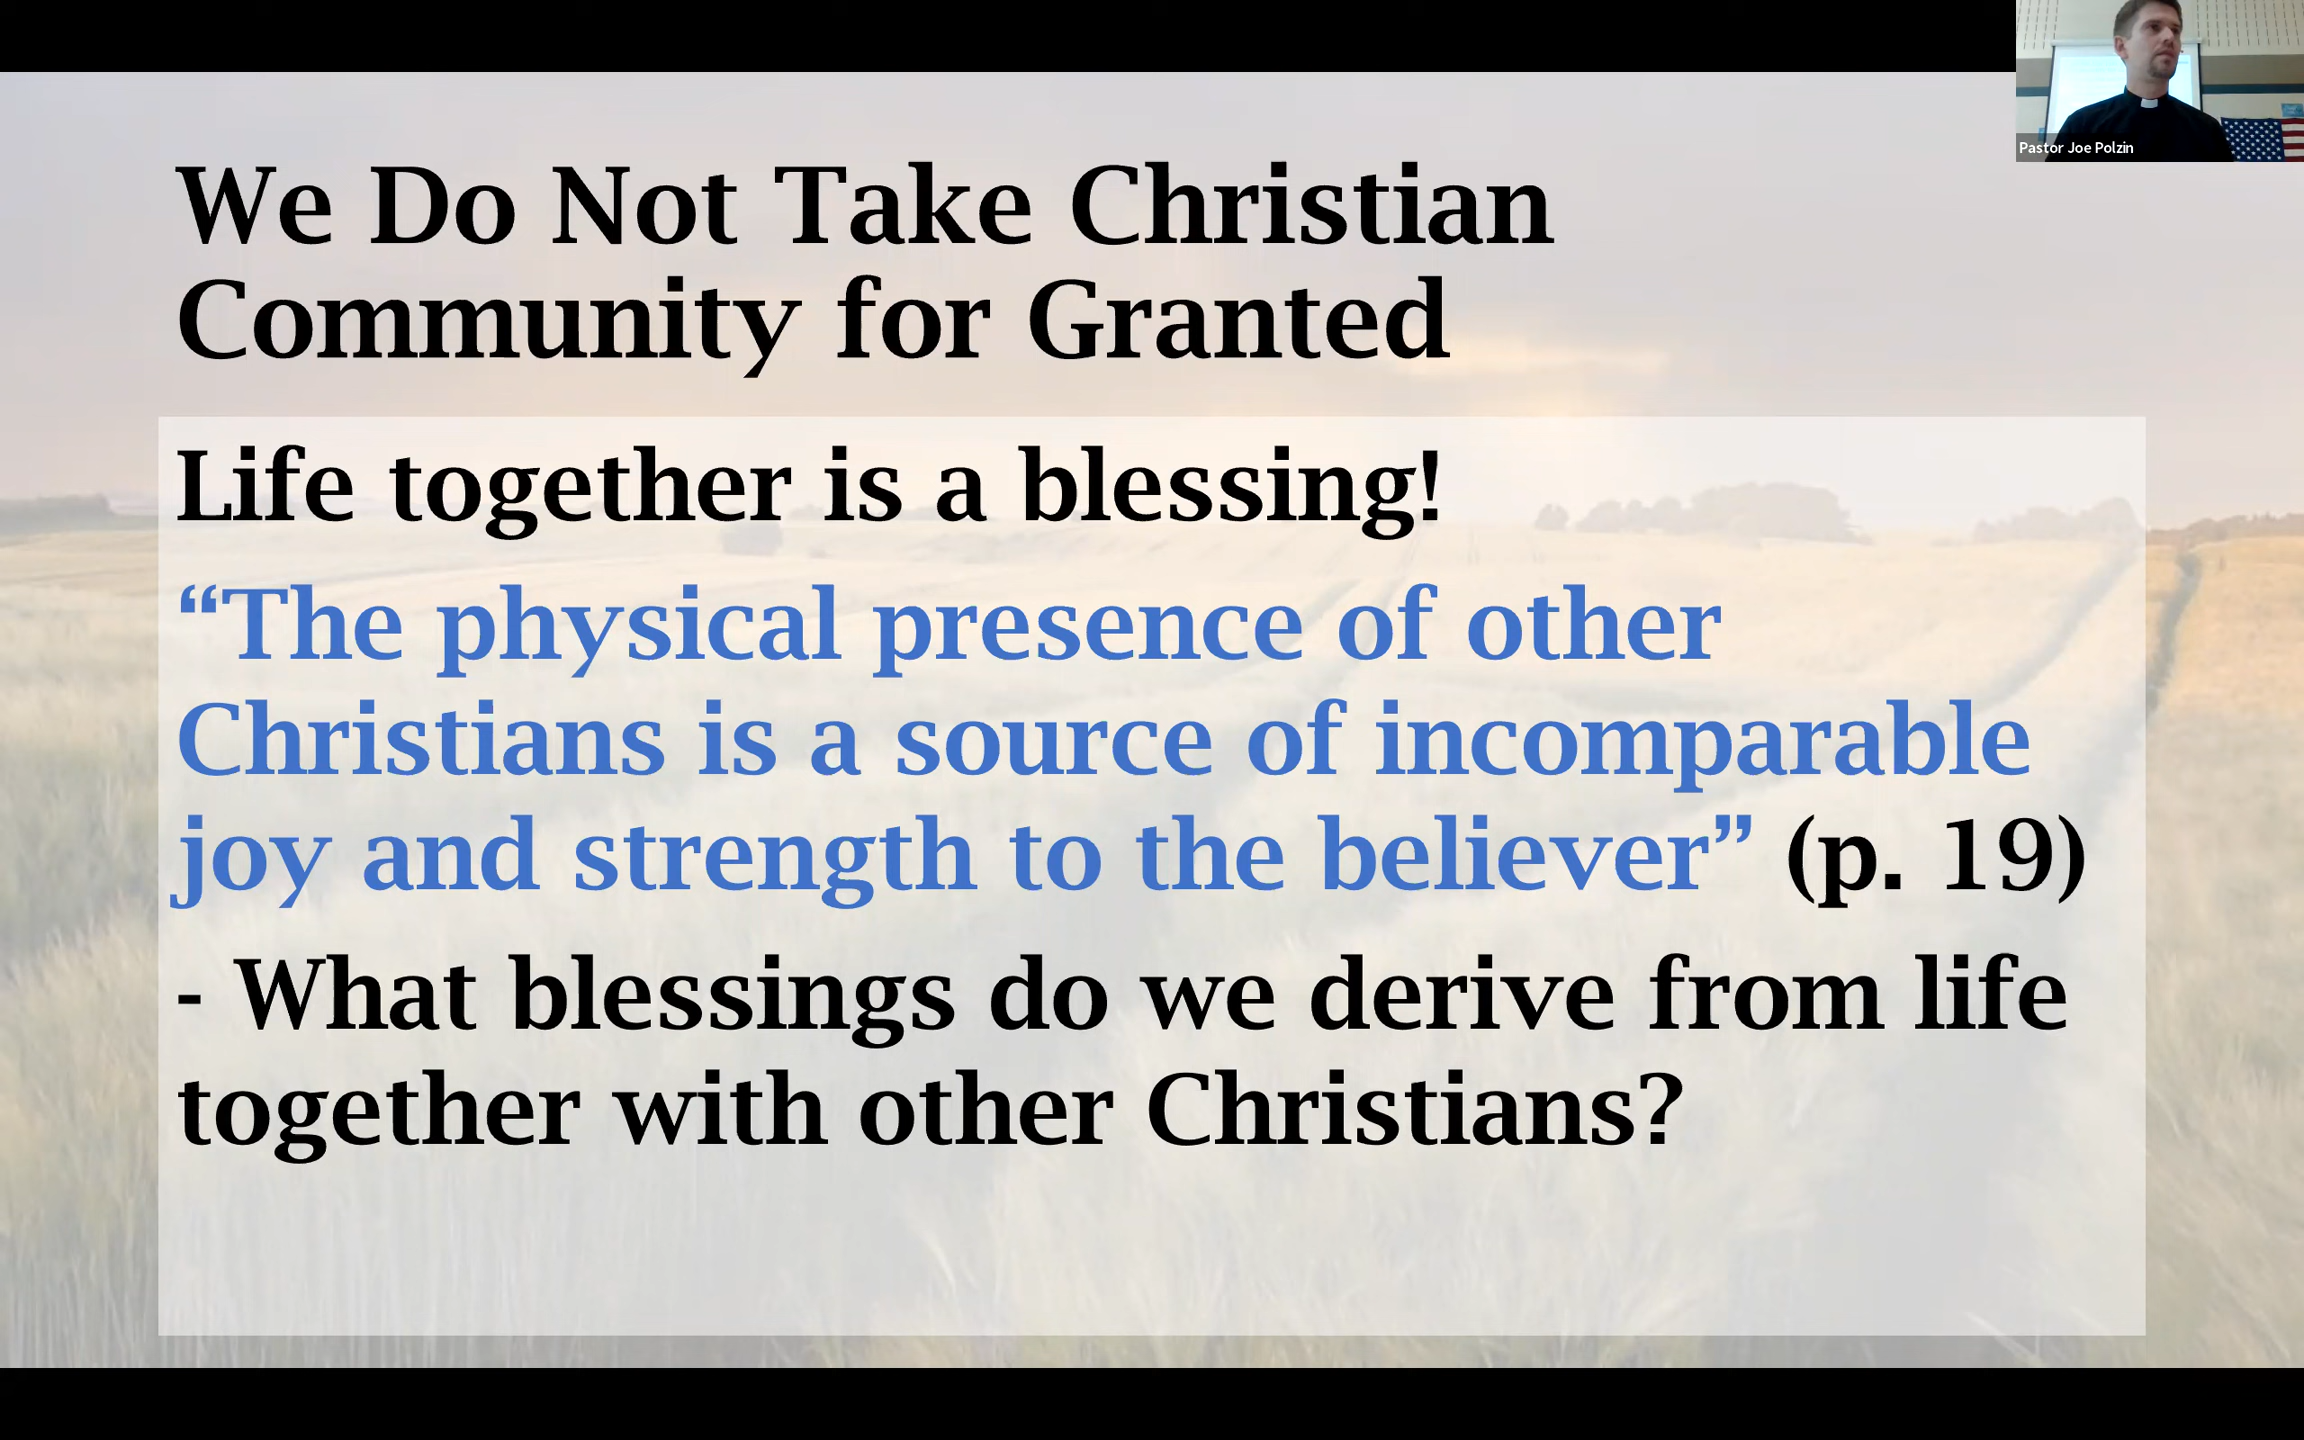 Pastor Joe Polzin
We Do Not Take Christian
Community for Granted
Life together is a blessing!
“The physical presence of other
Christians is a source of incomparable
joy and strength to the believer” (p. 19)
- What blessings do we derive from life
together with other Christians?